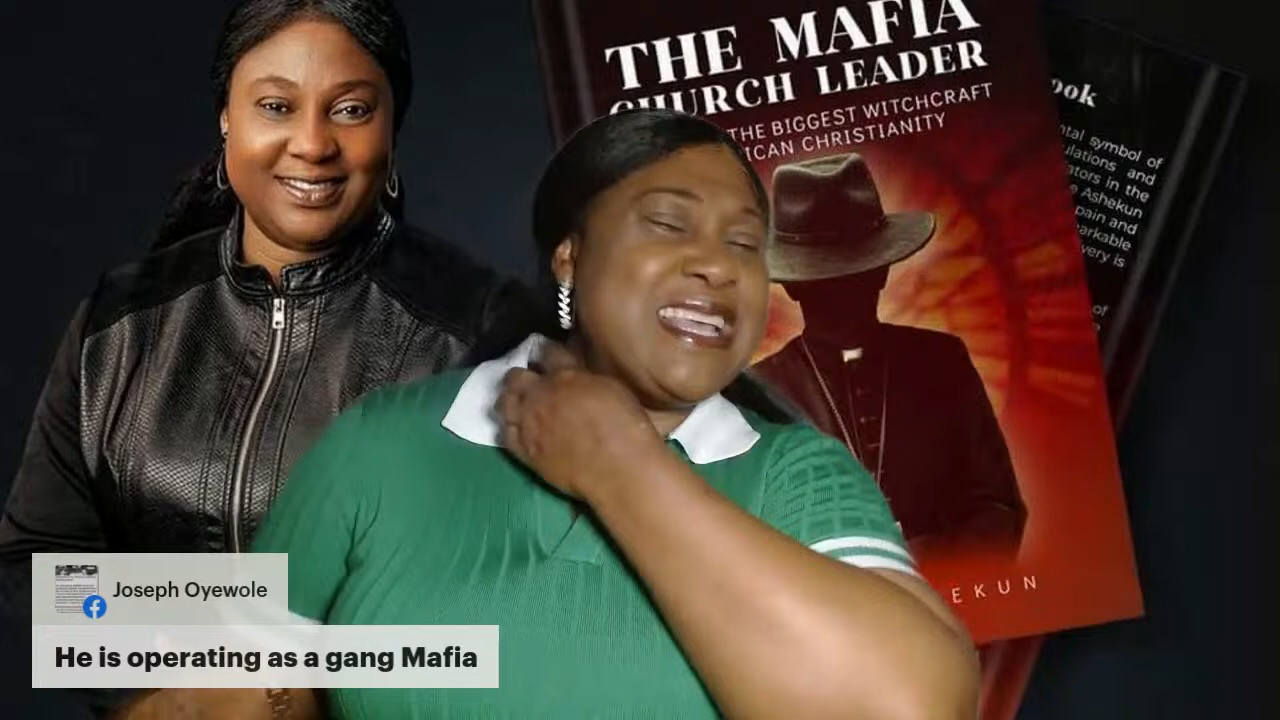 THE MAFIA
CHURCH LEADER
THE BIGGEST WITCHCRAFT
ICAN CHRISTIANITY
ook
ntal symbol of
ulations and
ators in the
e Ashekun
pain and
arkable
very is
of
EKUN
Joseph Oyewole
He is operating as a gang Mafia